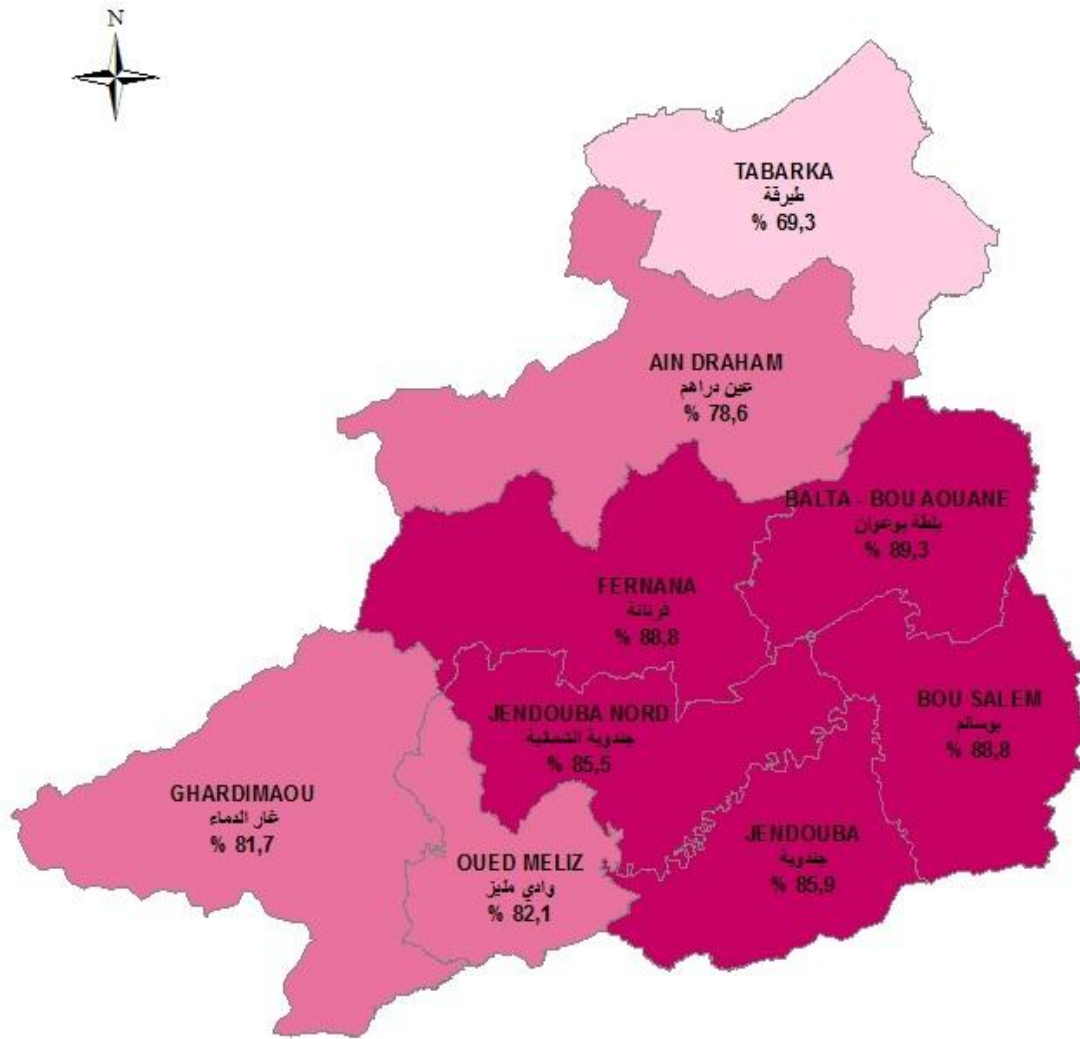 N
TABARKA
طبرقة
% 69,3
AIN DRAHAM
عين دراهم
% 78,6
BALTA - BOU AOUANE
بلطة بوعوان
% 89,3
FERNANA
فرنانة
% 88,8
BOU SALEM
بوسالم
% 88,8
JENDOUBA NORD
جندوبة الشمالية
% 85,5
GHARDIMAOU
غار الدماء
% 81,7
JENDOUBA
جندوبة
% 85,9
OUED MELIZ
وادي مليز
% 82,1